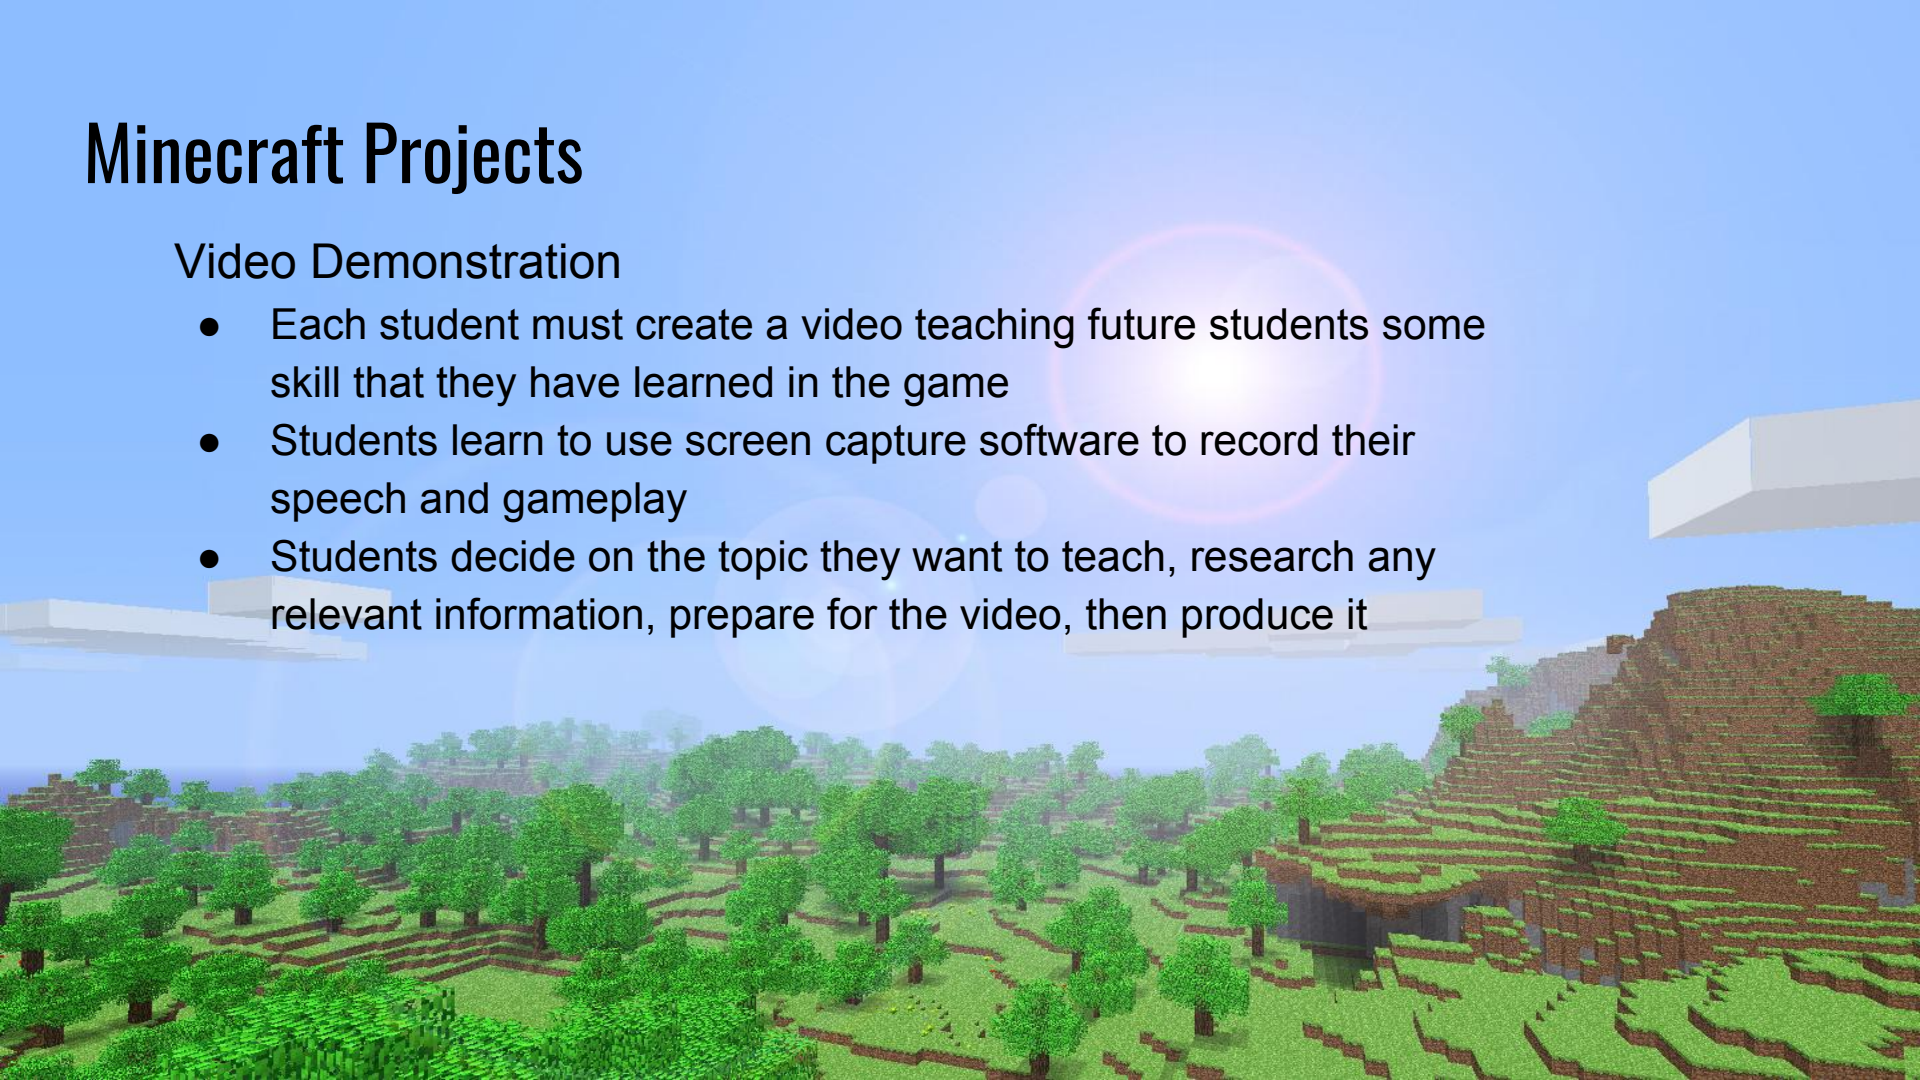 Minecraft Projects
Video Demonstration
● Each student must create a video teaching future students some
skill that they have learned in the game
● Students learn to use screen capture software to record their
speech and gameplay
● Students decide on the topic they want to teach, research any
relevant information, prepare for the video, then produce it